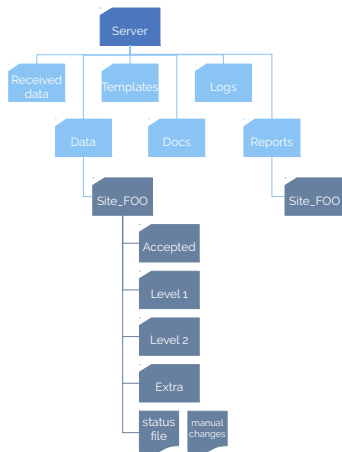 Server
Received
data
Templates
Logs
Data
Docs
Reports
Site_FOO
Site_FOO
Accepted
Level 1
Level 2
Extra
status
file
manual
changes